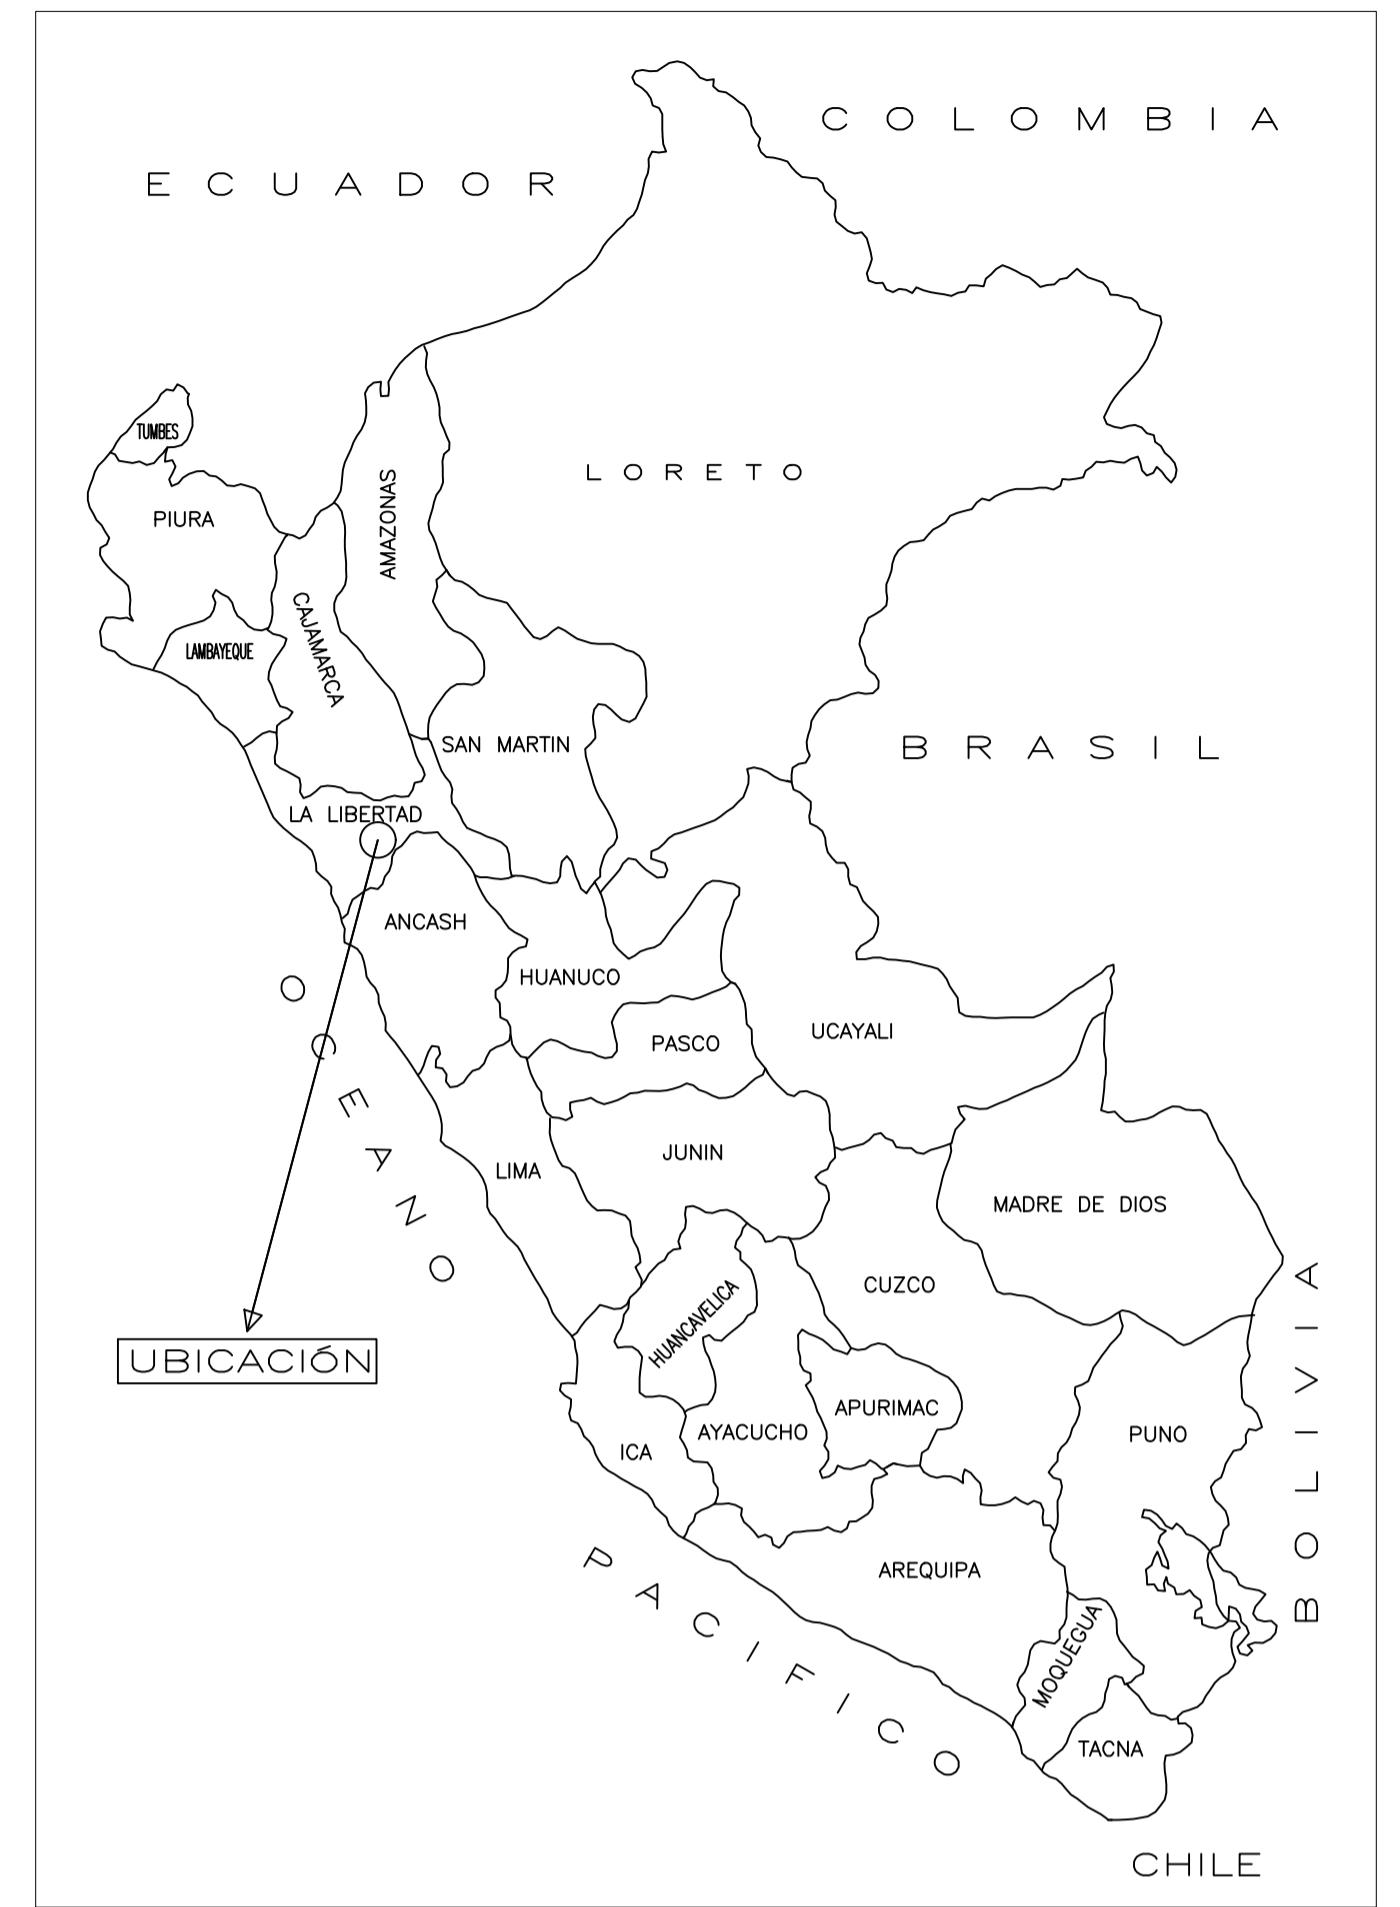 COLOMBIA
ECUADOR
TUMBES
LORETO
PIURA
AMAZONAS
CAJAMARCA
LAMBAYEQUE
SAN MARTIN
BRASIL
LA LIBERTAD
ANCASH
HUANUCO
UCAYALI
PASCO
OCEANO
JUNIN
LIMA
MADRE DE DIOS
CUZCO
HUANCAVELICA
UBICACIÓN
BOLIVIA
APURIMAC
AYACUCHO
PUNO
ICA
AREQUIPA
PACIFICO
MOQUEGUA
TACNA
CHILE